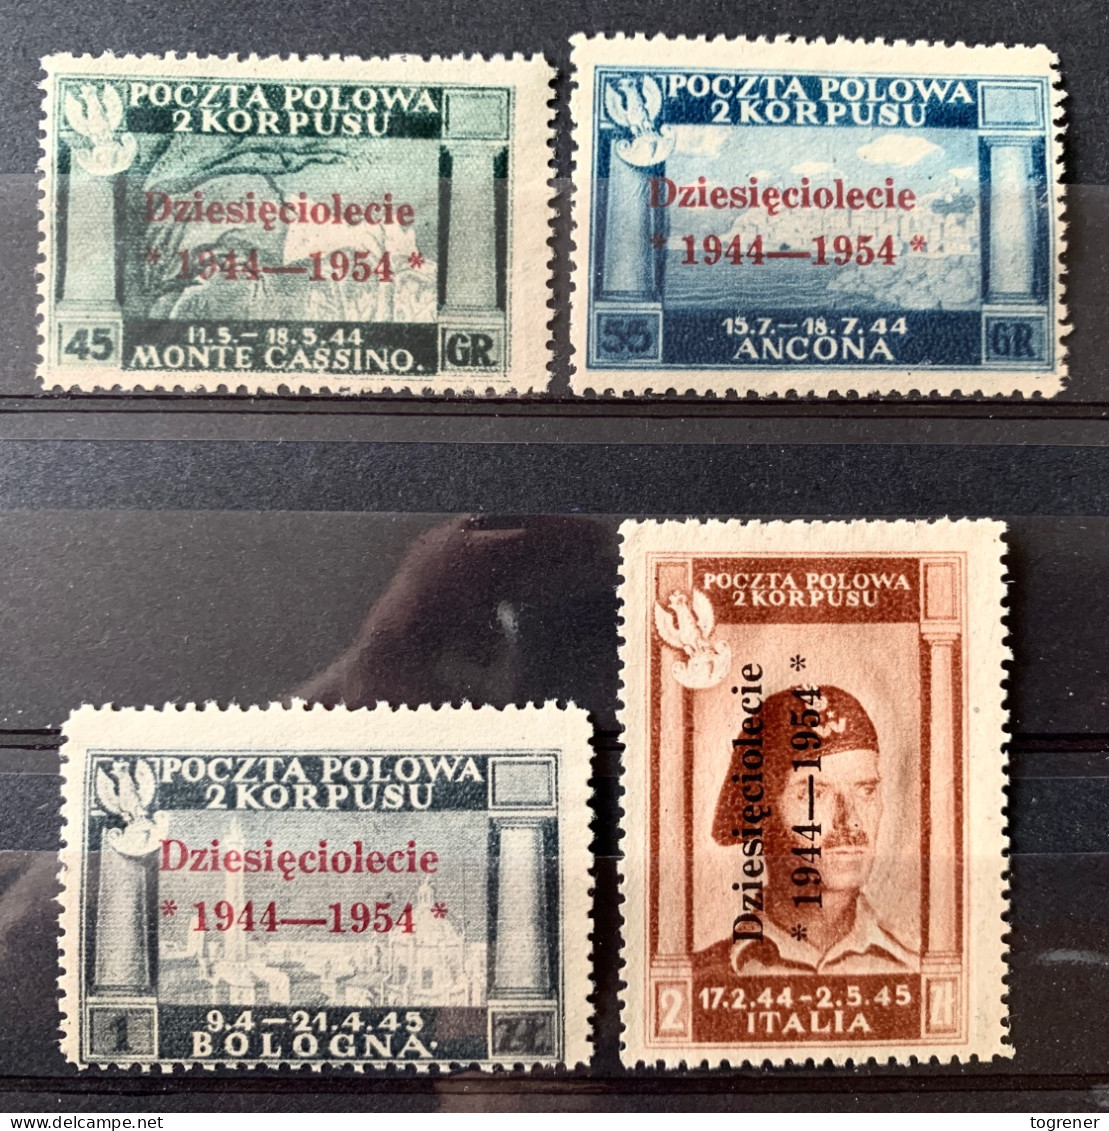 POCZTA POLOWA
2 KORPUSU
Dziesięciolecie
* 1944—1954 *
45 GR
11.5.–18.5.44
MONTE CASSINO.
POCZTA POLOWA
2 KORPUSU
Dziesięciolecie
* 1944—1954 *
55 GR
15.7.–18.7.44
ANCONA
POCZTA POLOWA
2 KORPUSU
Dziesięciolecie
* 1944—1954 *
1 Zł.
9.4–21.4.45
BOLOGNA.
POCZTA POLOWA
2 KORPUSU
Dziesięciolecie
* 1944—1954 *
2 Zł
17.2.44-2.5.45
ITALIA
togrener